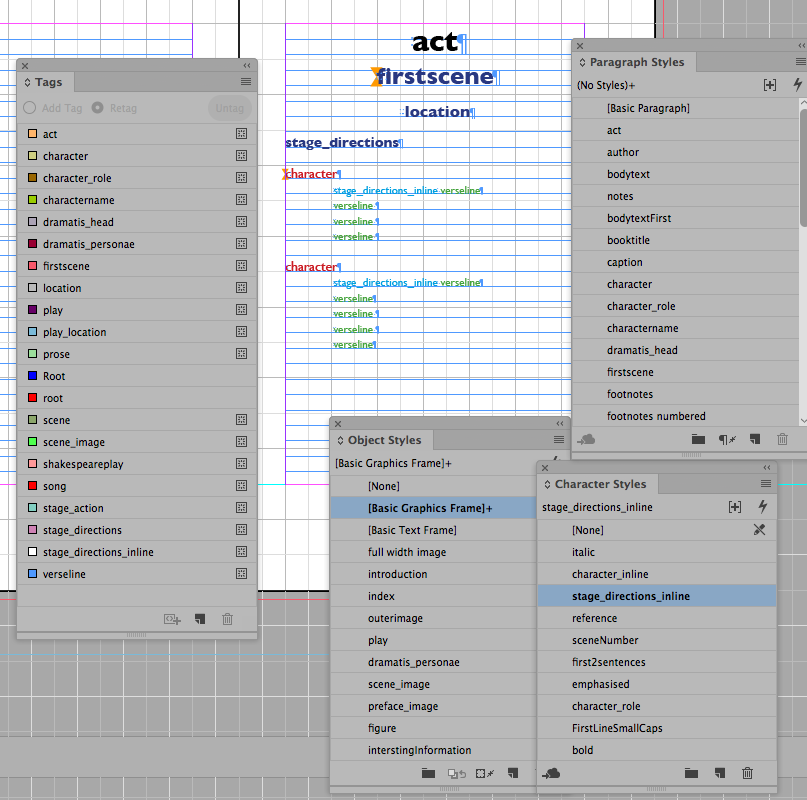 act¶
firstscene¶
location¶
stage_directions¶
character¶
stage_directions_inline verseline¶
verseline ¶
verseline ¶
verseline ¶
character¶
stage_directions_inline verseline¶
verseline¶
verseline ¶
verseline ¶
verseline¶
Tags
Add Tag
Retag
Untag
act
character
character_role
charactername
dramatis_head
dramatis_personae
firstscene
location
play
play_location
prose
Root
root
scene
scene_image
shakespeareplay
song
stage_action
stage_directions
stage_directions_inline
verseline
Paragraph Styles
(No Styles)+
[Basic Paragraph]
act
author
bodytext
notes
bodytextFirst
booktitle
caption
character
character_role
charactername
dramatis_head
firstscene
footnotes
footnotes numbered
Object Styles
[Basic Graphics Frame]+
[None]
[Basic Graphics Frame]+
[Basic Text Frame]
full width image
introduction
index
outerimage
play
dramatis_personae
scene_image
preface_image
figure
interstingInformation
Character Styles
stage_directions_inline
[None]
italic
character_inline
stage_directions_inline
reference
sceneNumber
first2sentences
emphasised
character_role
FirstLineSmallCaps
bold